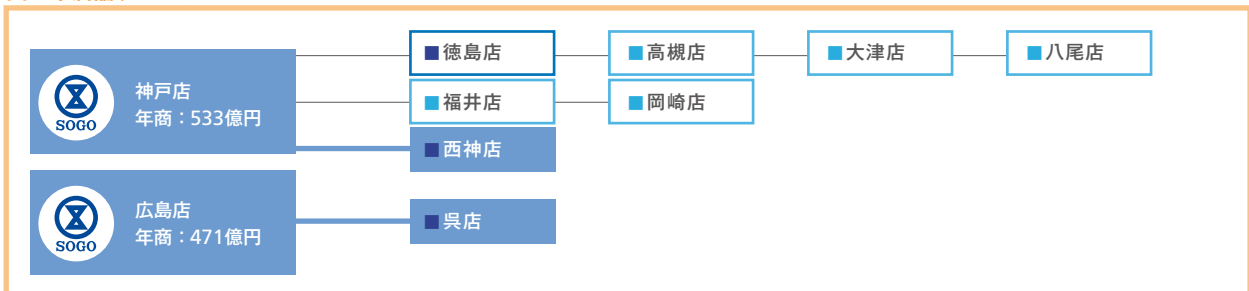 ■徳島店
■高槻店
■大津店
■八尾店
神戸店
年商：533億円
SOGO
■福井店
■岡崎店
■西神店
広島店
年商：471億円
SOGO
■呉店